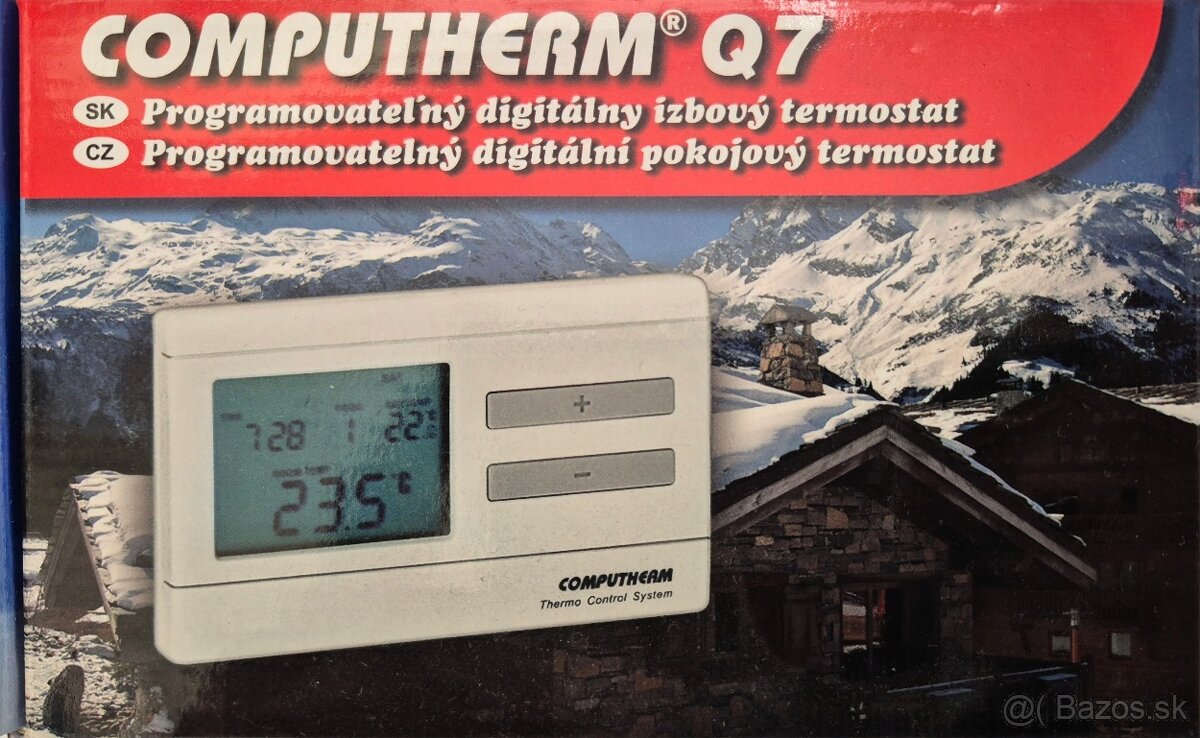 COMPUTHERM® Q7
SK Programovateľný digitálny izbový termostat
CZ Programovatelný digitální pokojový termostat
7 28 1 22
23.5
+
-
COMPUTHERM
Thermo Control System
@( Bazos.sk